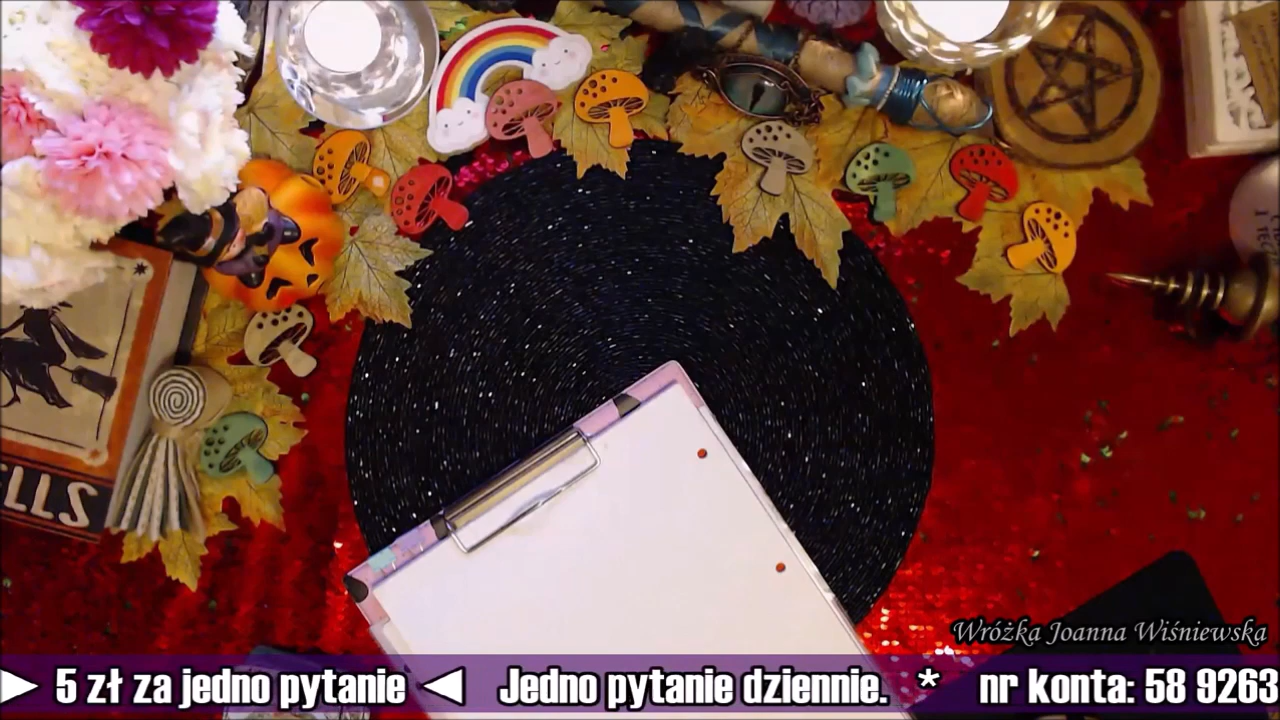 ELLS
Wróżka Joanna Wiśniewska
► 5 zł za jedno pytanie ◄ Jedno pytanie dziennie. * nr konta: 58 9263